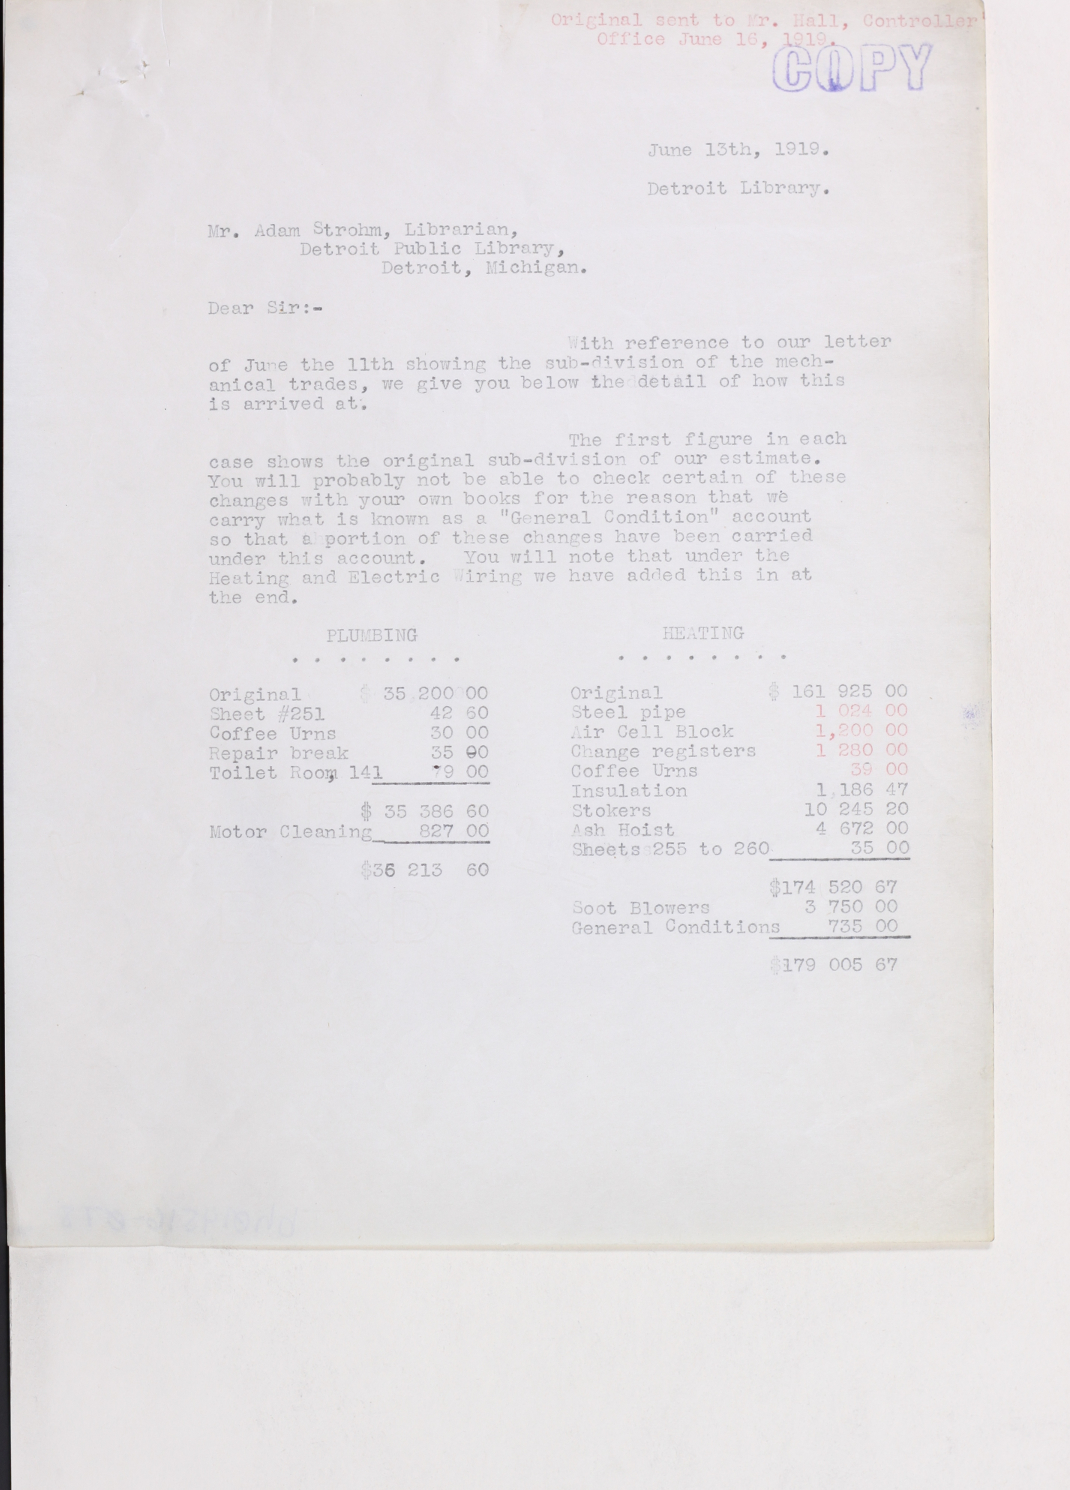 Original sent to Mr. Hall, Controller'
Office June 16, 1919.
COPY
June 13th, 1919.
Detroit Library.
Mr. Adam Strohm, Librarian,
Detroit Public Library,
Detroit, Michigan.
Dear Sir:-
With reference to our letter
of June the 11th showing the sub-division of the mech-
anical trades, we give you below the detail of how this
is arrived at.
The first figure in each
case shows the original sub-division of our estimate.
You will probably not be able to check certain of these
changes with your own books for the reason that we
carry what is known as a "General Condition" account
so that a portion of these changes have been carried
under this account. You will note that under the
Heating and Electric Wiring we have added this in at
the end.
PLUMBING
. . . . . . . .
Original $ 35 200 00
Sheet #251 42 60
Coffee Urns 30 00
Repair break 35 00
Toilet Room 141 79 00
$ 35 386 60
Motor Cleaning 827 00
$36 213 60
HEATING
. . . . . . . .
Original $ 161 925 00
Steel pipe 1 024 00
Air Cell Block 1,200 00
Change registers 1 280 00
Coffee Urns 39 00
Insulation 1 186 47
Stokers 10 245 20
Ash Hoist 4 672 00
Sheets 255 to 260 35 00
$174 520 67
Soot Blowers 3 750 00
General Conditions 735 00
$179 005 67